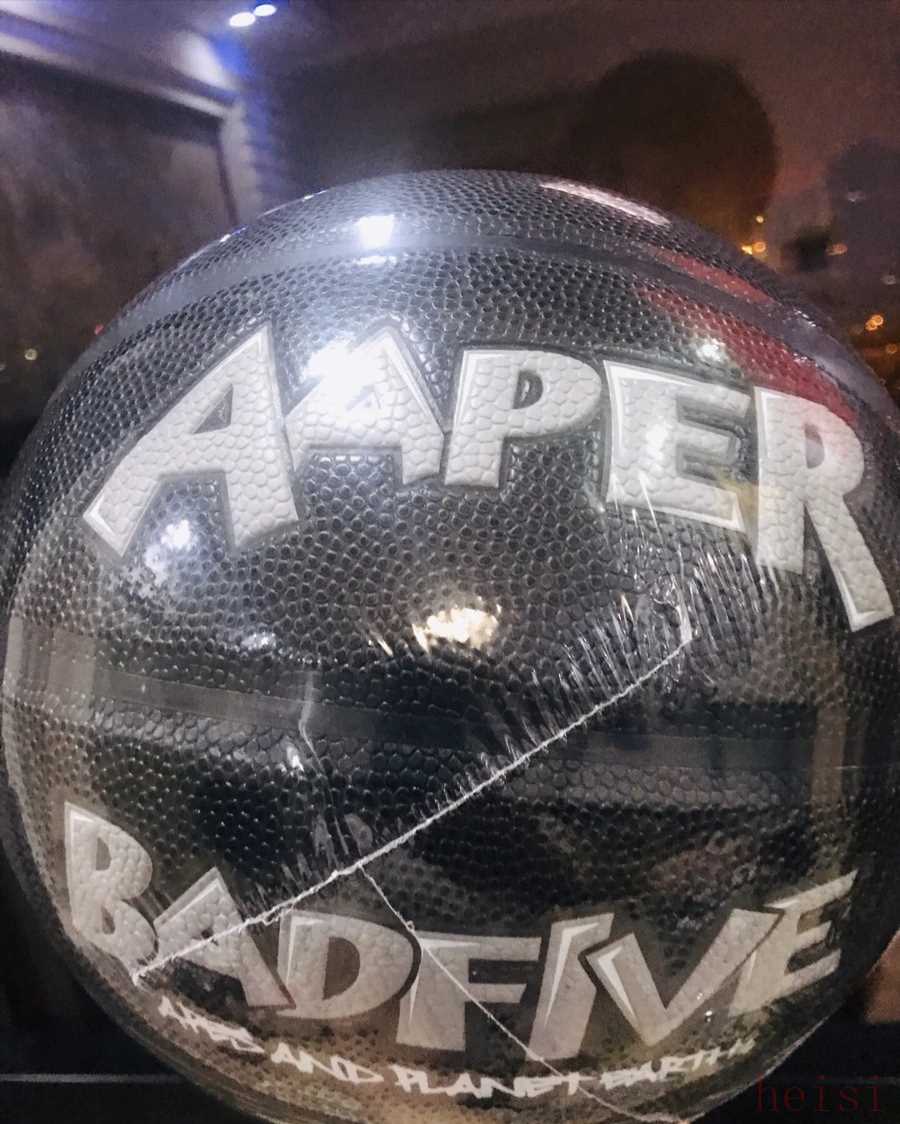 AAPER
BADFIVE
APES AND PLANET EARTH
heisi